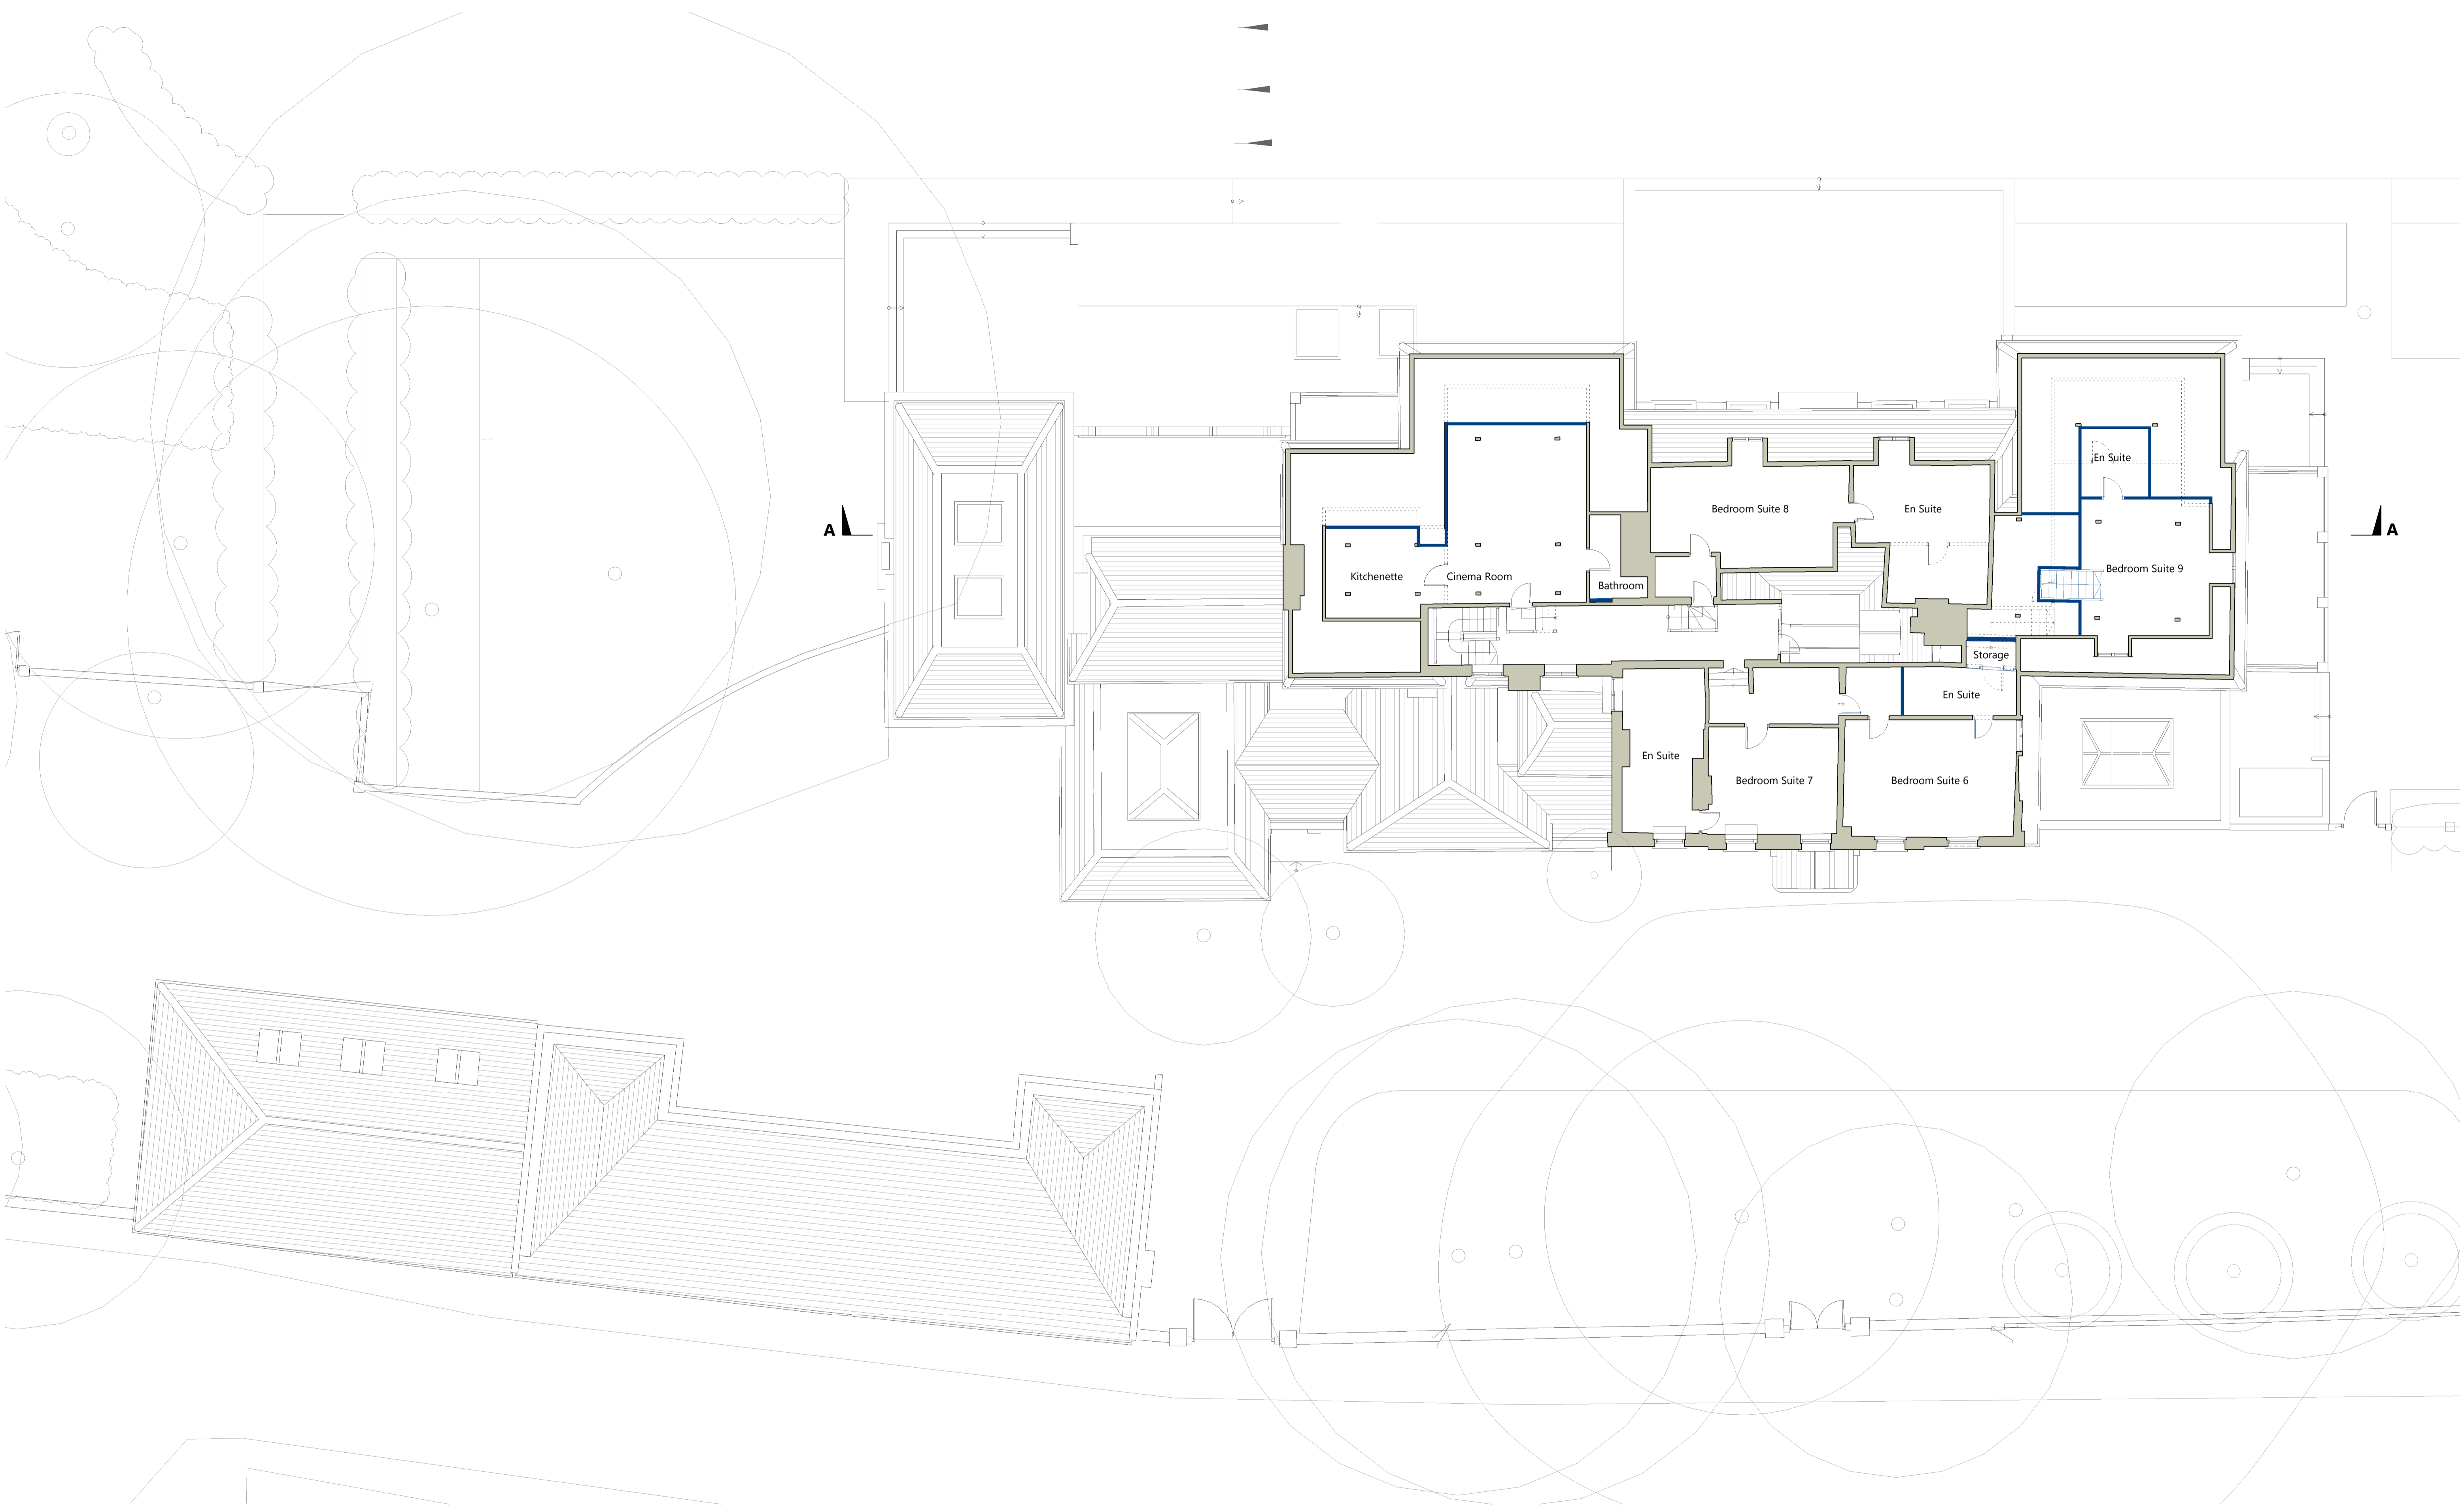 En Suite
Bedroom Suite 8
En Suite
A
A
Bedroom Suite 9
Kitchenette
Cinema Room
Bathroom
Storage
En Suite
En Suite
Bedroom Suite 7
Bedroom Suite 6